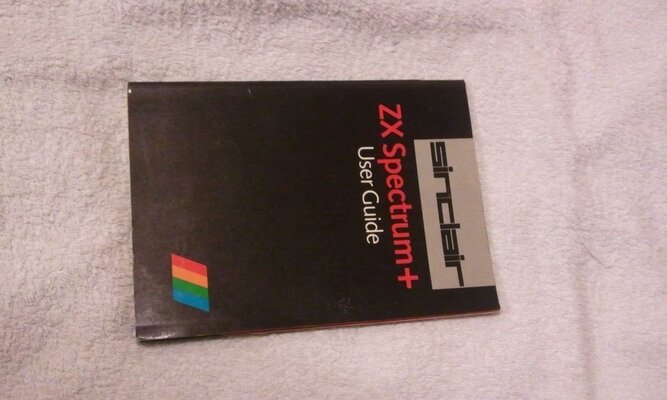 sinclair
ZX Spectrum+
User Guide